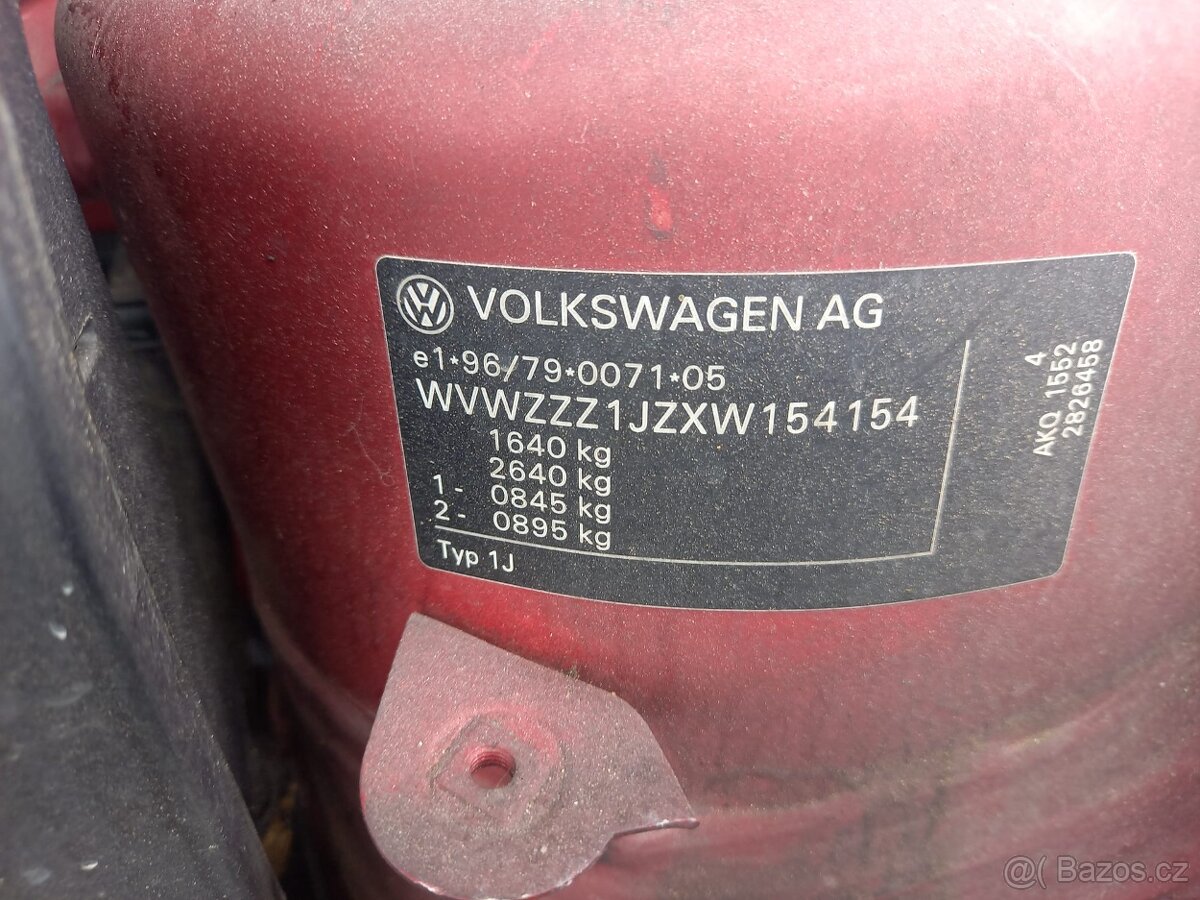 VOLKSWAGEN AG
e1*96/79*0071*05
WVWZZZ1JZXW154154
1640 kg
2640 kg
1 - 0845 kg
2 - 0895 kg
Typ 1J
4
AKQ 1552
2826458
@( Bazos.cz